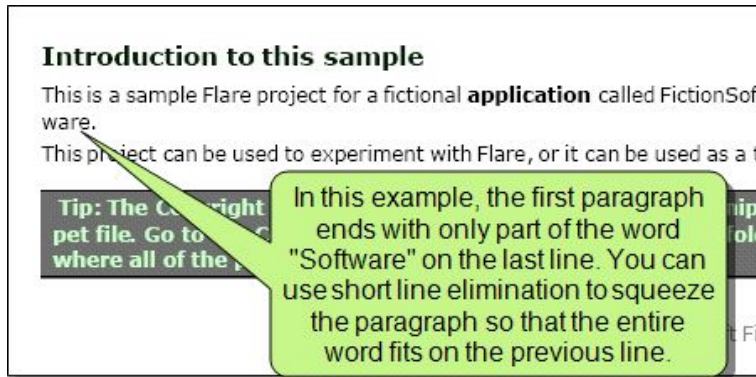 Introduction to this sample
This is a sample Flare project for a fictional application called FictionSof
ware.
This project can be used to experiment with Flare, or it can be used as a
Tip: The Copyright
pet file. Go to
where all of the
In this example, the first paragraph
ends with only part of the word
"Software" on the last line. You can
use short line elimination to squeeze
the paragraph so that the entire
word fits on the previous line.